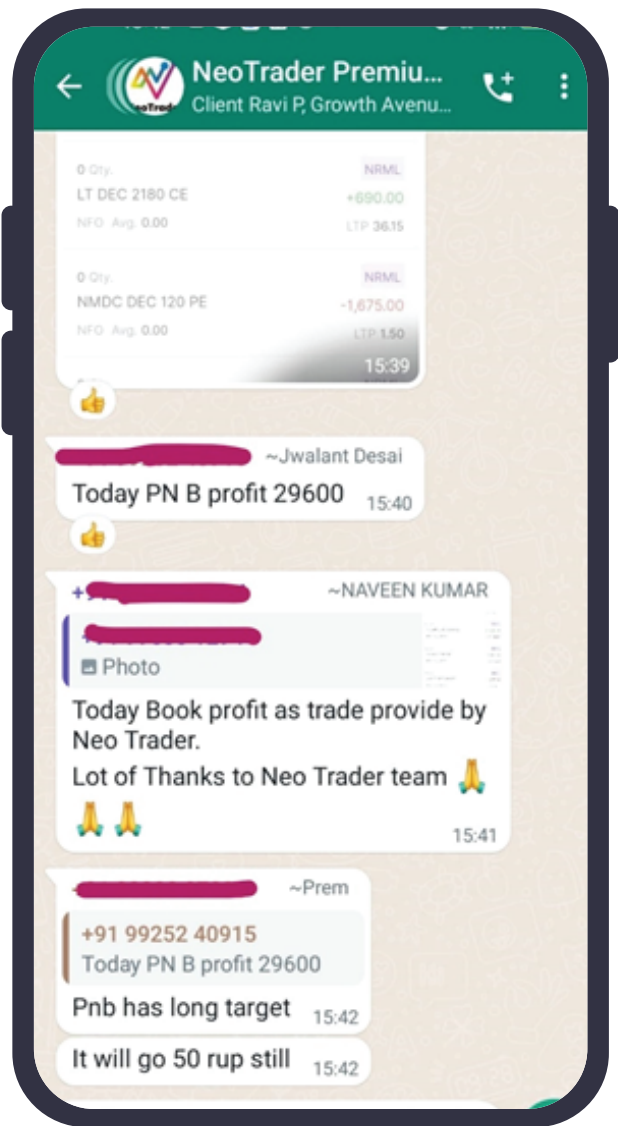 NeoTrader Premiu...
Client Ravi P, Growth Avenu...
0 Qty. NRML
LT DEC 2180 CE +690.00
NFO Avg. 0.00 LTP 36.15
0 Qty. NRML
NMDC DEC 120 PE -1,675.00
NFO Avg. 0.00 LTP 1.50
15:39
~Jwalant Desai
Today PN B profit 29600 15:40
~NAVEEN KUMAR
Photo
Today Book profit as trade provide by
Neo Trader.
Lot of Thanks to Neo Trader team 🙏
🙏 🙏
15:41
~Prem
+91 99252 40915
Today PN B profit 29600
Pnb has long target 15:42
It will go 50 rup still 15:42